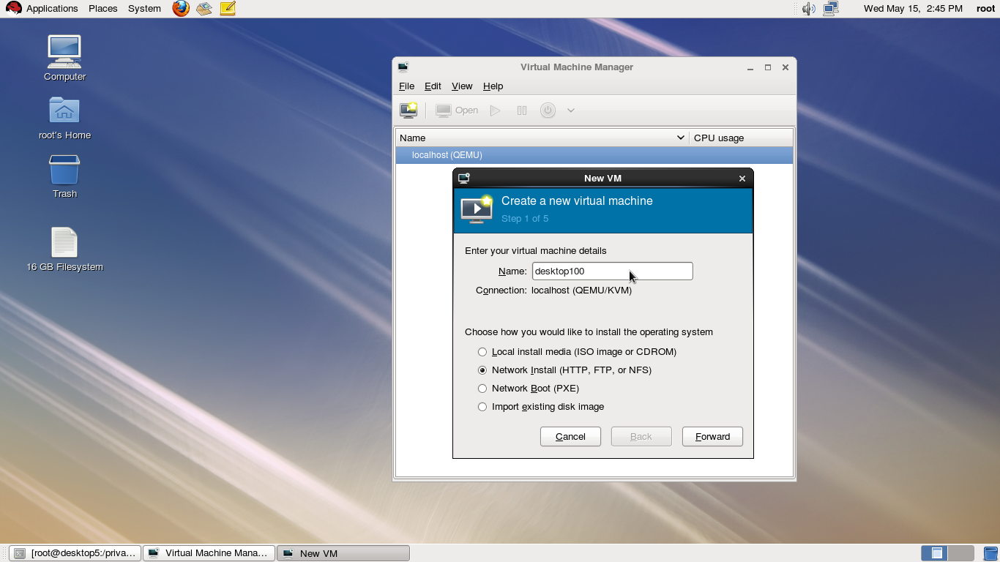 Applications Places System Wed May 15, 2:45 PM root
Computer
root's Home
Trash
16 GB Filesystem
Virtual Machine Manager
File Edit View Help
Open
Name CPU usage
localhost (QEMU)
New VM
Create a new virtual machine
Step 1 of 5
Enter your virtual machine details
Name: desktop100
Connection: localhost (QEMU/KVM)
Choose how you would like to install the operating system
Local install media (ISO image or CDROM)
Network Install (HTTP, FTP, or NFS)
Network Boot (PXE)
Import existing disk image
Cancel Back Forward
[root@desktop5:/priva... Virtual Machine Mana... New VM